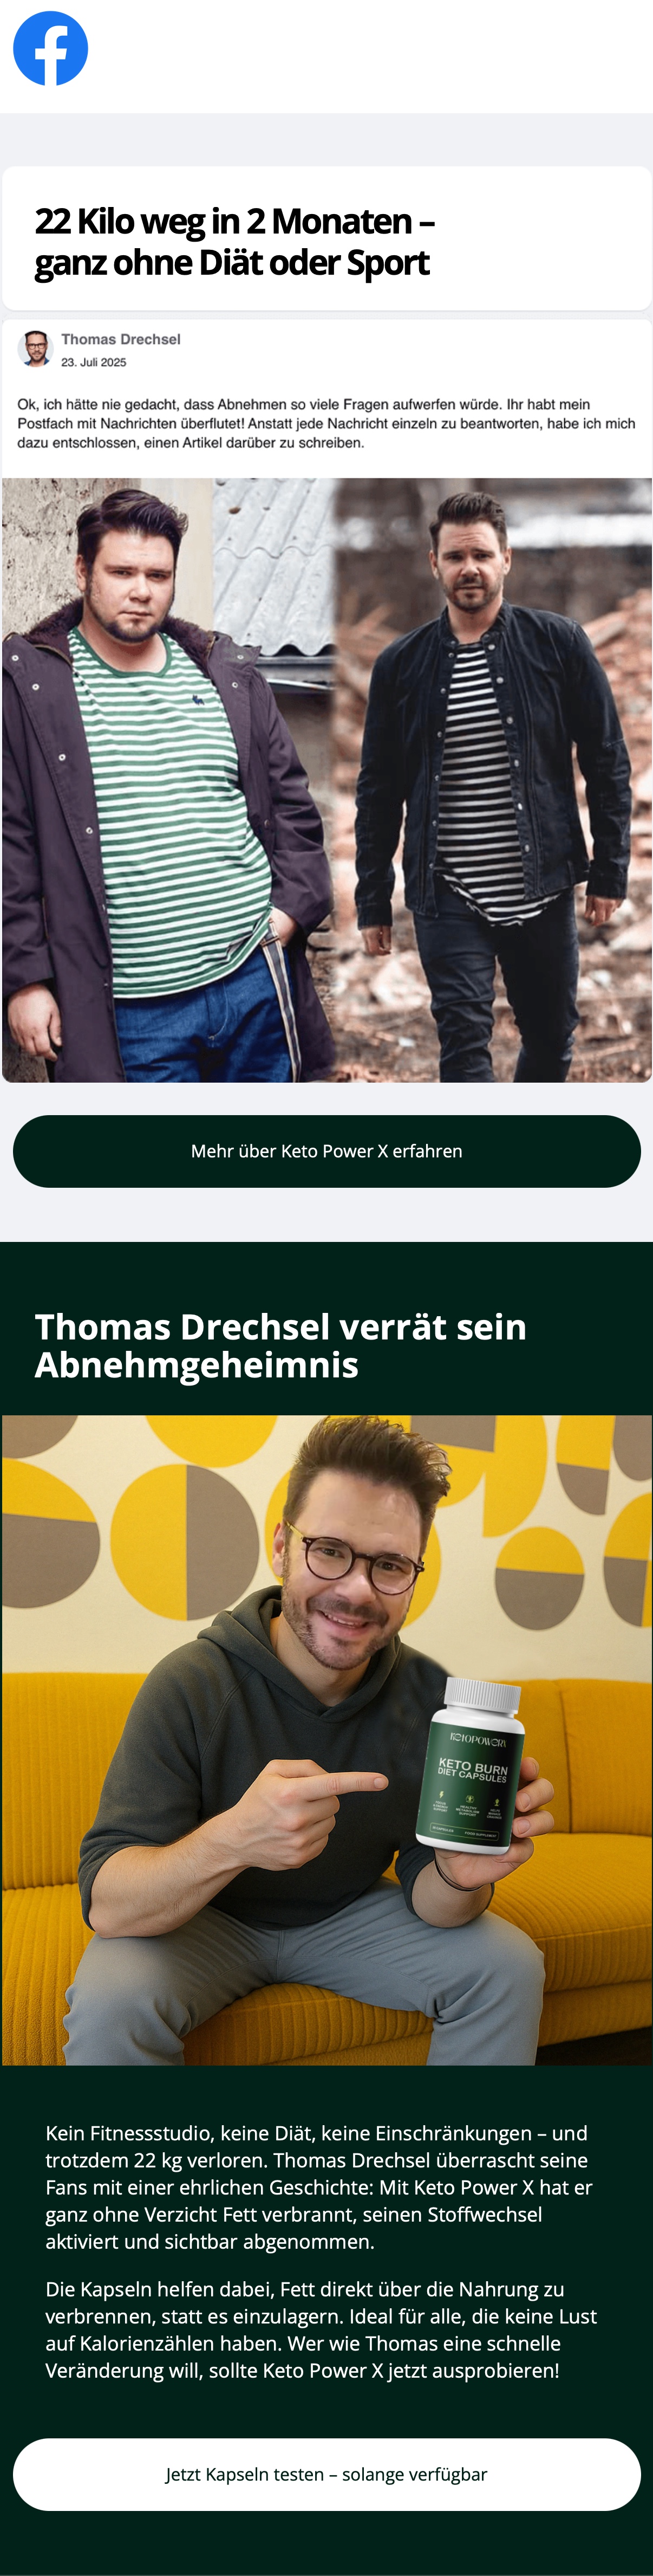 22 Kilo weg in 2 Monaten –
ganz ohne Diät oder Sport
Thomas Drechsel
23. Juli 2025
Ok, ich hätte nie gedacht, dass Abnehmen so viele Fragen aufwerfen würde. Ihr habt mein
Postfach mit Nachrichten überflutet! Anstatt jede Nachricht einzeln zu beantworten, habe ich mich
dazu entschlossen, einen Artikel darüber zu schreiben.
Mehr über Keto Power X erfahren
Thomas Drechsel verrät sein
Abnehmgeheimnis
KETO BURN
DIET CAPSULES
Kein Fitnessstudio, keine Diät, keine Einschränkungen – und
trotzdem 22 kg verloren. Thomas Drechsel überrascht seine
Fans mit einer ehrlichen Geschichte: Mit Keto Power X hat er
ganz ohne Verzicht Fett verbrannt, seinen Stoffwechsel
aktiviert und sichtbar abgenommen.
Die Kapseln helfen dabei, Fett direkt über die Nahrung zu
verbrennen, statt es einzulagern. Ideal für alle, die keine Lust
auf Kalorienzählen haben. Wer wie Thomas eine schnelle
Veränderung will, sollte Keto Power X jetzt ausprobieren!
Jetzt Kapseln testen – solange verfügbar